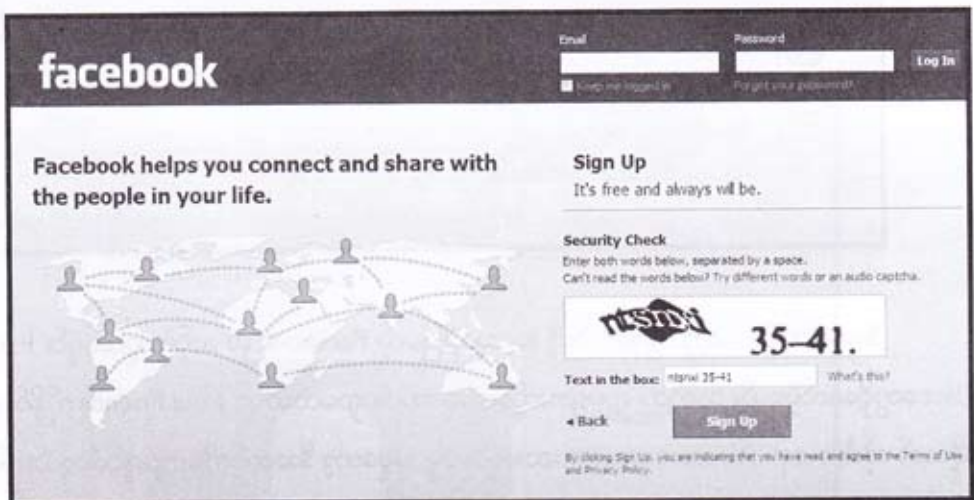 Email Password
facebook Log In
Keep me logged in Forgot your password?
Facebook helps you connect and share with
the people in your life.
Sign Up
It's free and always will be.
Security Check
Enter both words below, separated by a space.
Can't read the words below? Try different words or an audio captcha.
35–41.
Text in the box: ntsnxi 35-41 What's this?
◂ Back Sign Up
By clicking Sign Up, you are indicating that you have read and agree to the Terms of Use
and Privacy Policy.